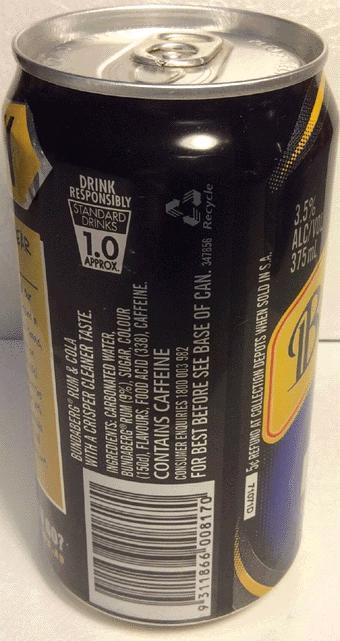 DRINK
RESPONSIBLY
STANDARD
DRINKS
1.0
APPROX.
Recycle
347856
BUNDABERG® RUM & COLA
WITH A CRISPER CLEANER TASTE.
INGREDIENTS: CARBONATED WATER,
BUNDABERG® RUM (9%), SUGAR, COLOUR
(150d), FLAVOURS, FOOD ACID (338), CAFFEINE.
CONTAINS CAFFEINE
CONSUMER ENQUIRIES 1800 003 982
FOR BEST BEFORE SEE BASE OF CAN.
9 311866 008170
5¢ REFUND AT COLLECTION DEPOTS WHEN SOLD IN S.A.
71071D
3.5%
ALC/VOL
375mL
B